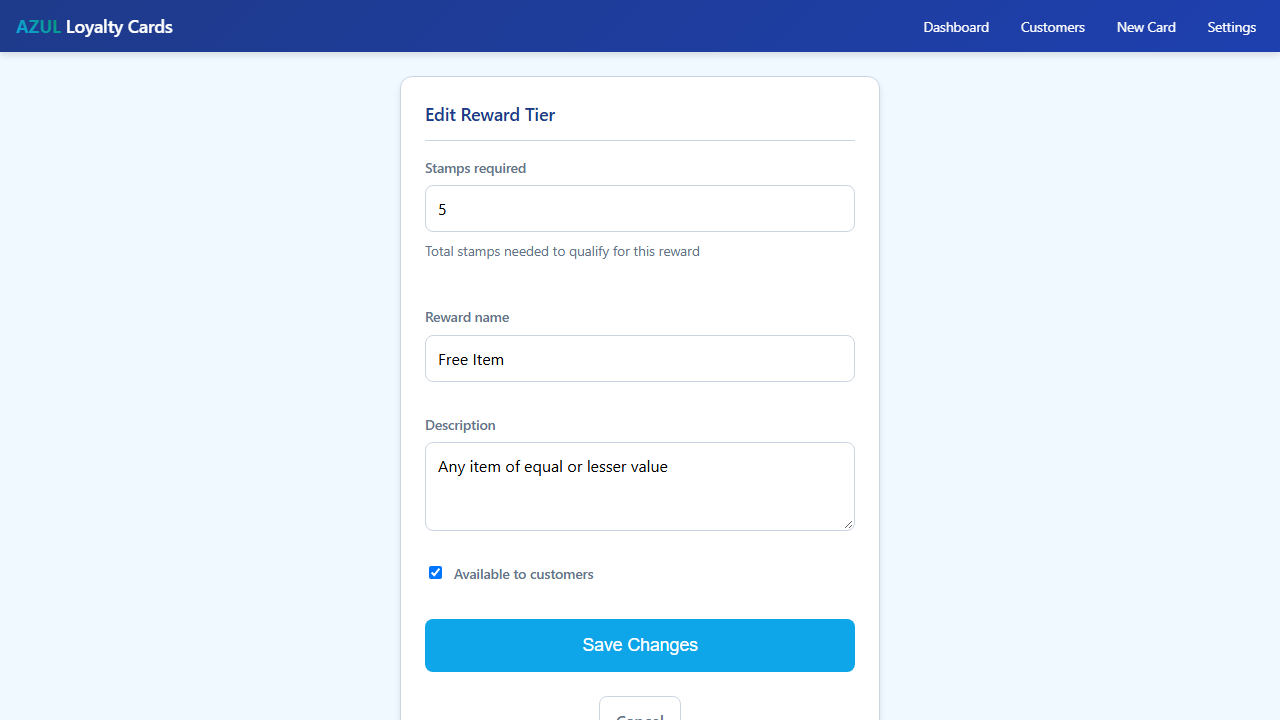 AZUL Loyalty Cards
Dashboard
Customers
New Card
Settings
Edit Reward Tier
Stamps required
5
Total stamps needed to qualify for this reward
Reward name
Free Item
Description
Any item of equal or lesser value
Available to customers
Save Changes
Cancel